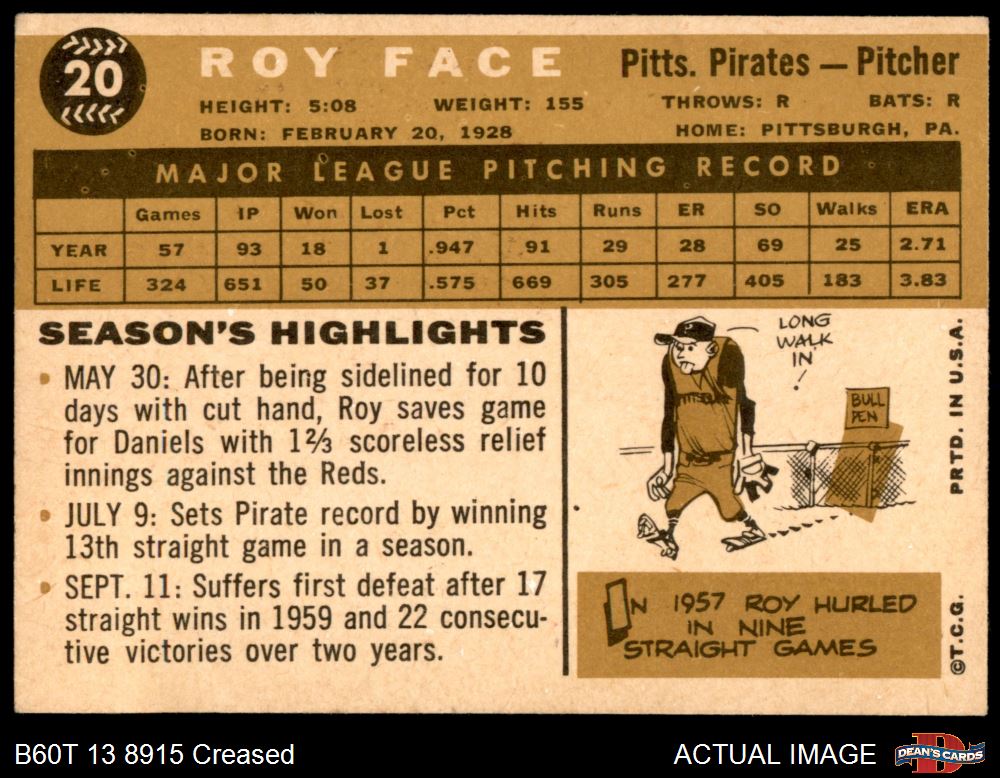 20
ROY FACE
Pitts. Pirates — Pitcher
HEIGHT: 5:08 WEIGHT: 155 THROWS: R BATS: R
BORN: FEBRUARY 20, 1928 HOME: PITTSBURGH, PA.
MAJOR LEAGUE PITCHING RECORD
Games IP Won Lost Pct Hits Runs ER SO Walks ERA
YEAR 57 93 18 1 .947 91 29 28 69 25 2.71
LIFE 324 651 50 37 .575 669 305 277 405 183 3.83
SEASON'S HIGHLIGHTS
• MAY 30: After being sidelined for 10
days with cut hand, Roy saves game
for Daniels with 1⅔ scoreless relief
innings against the Reds.
• JULY 9: Sets Pirate record by winning
13th straight game in a season.
• SEPT. 11: Suffers first defeat after 17
straight wins in 1959 and 22 consecu-
tive victories over two years.
LONG
WALK
IN
!
BULL
PEN
P
IN 1957 ROY HURLED
IN NINE
STRAIGHT GAMES
PRTD. IN U.S.A.
©T.C.G.
B60T 13 8915 Creased
ACTUAL IMAGE
DEAN'S CARDS